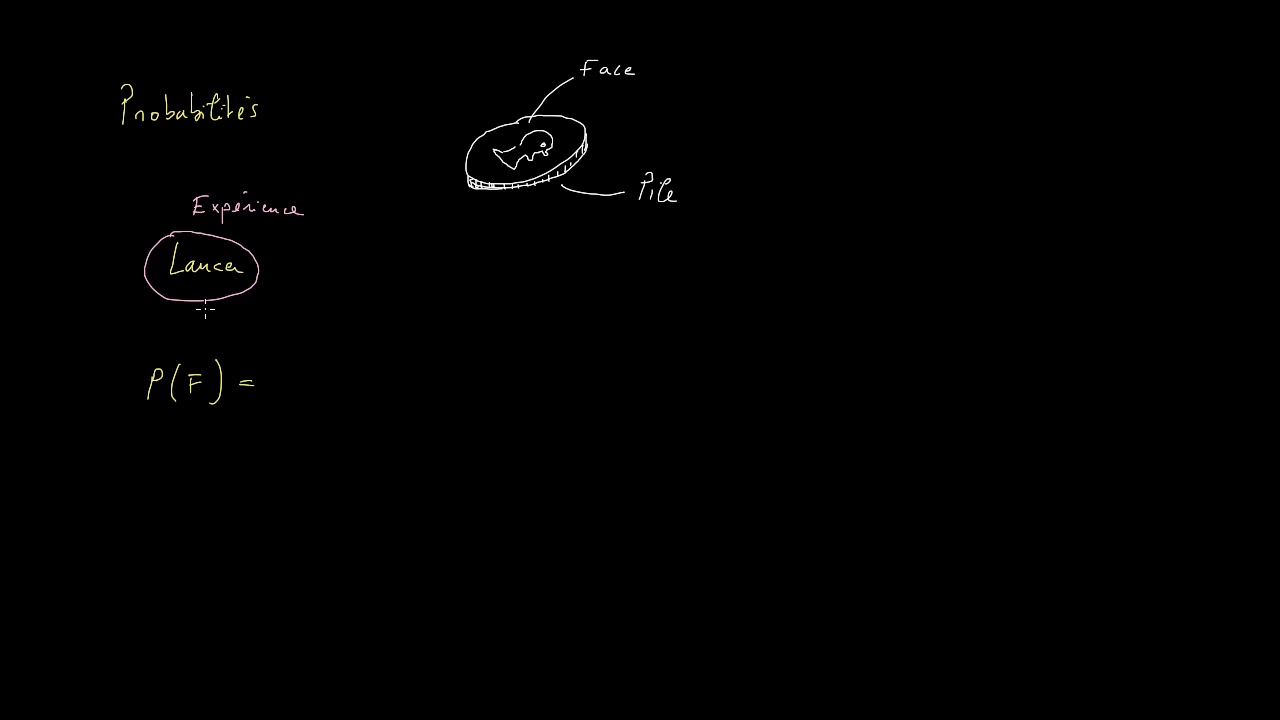 Face
Probabilités
Pile
Expérience
Lancer
P(F) =